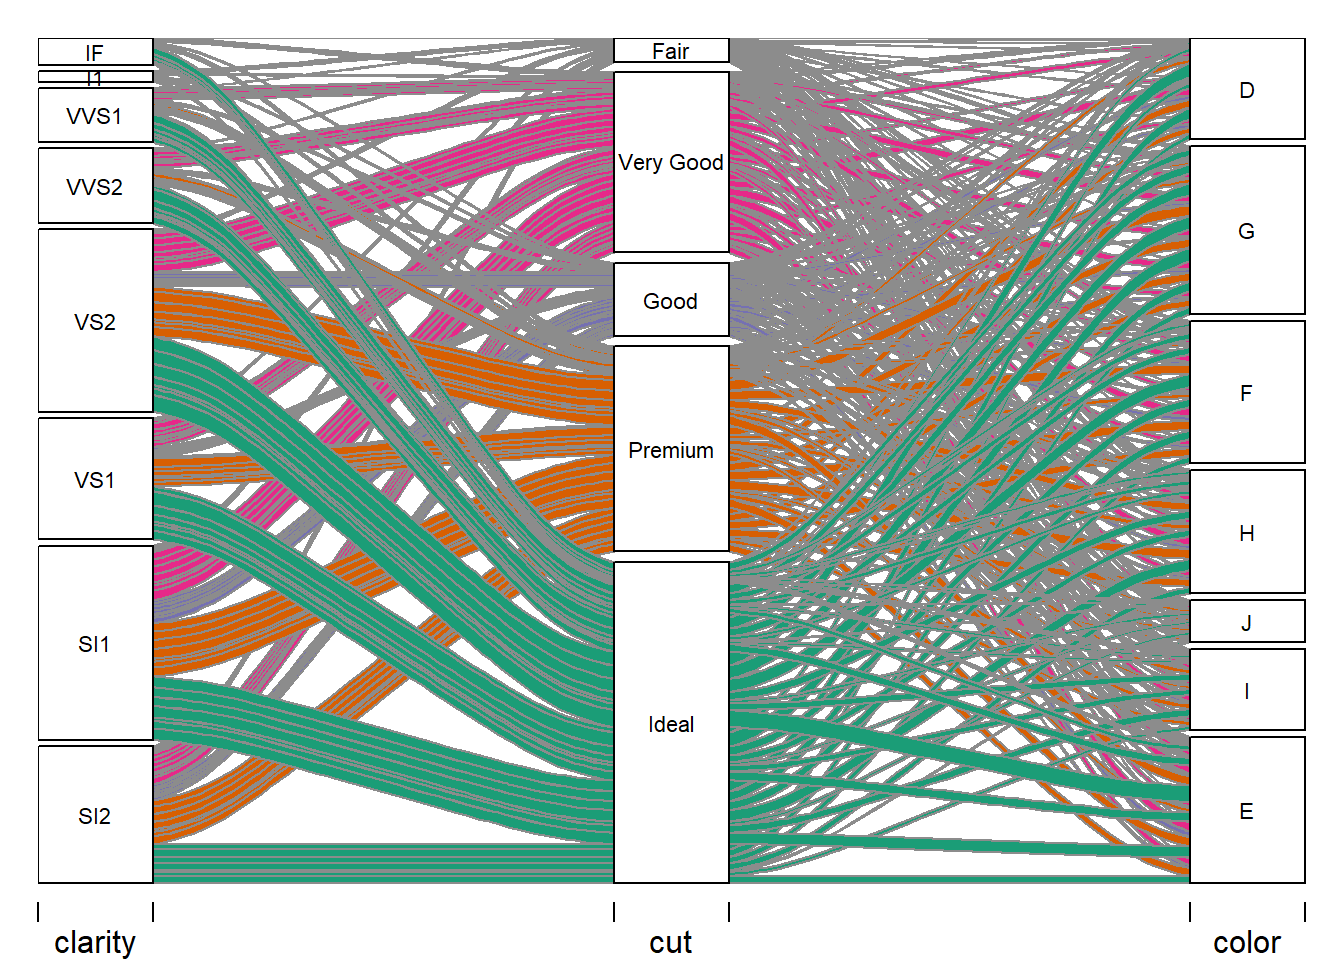 IF
I1
VVS1
VVS2
VS2
VS1
SI1
SI2
Fair
Very Good
Good
Premium
Ideal
D
G
F
H
J
I
E
clarity
cut
color